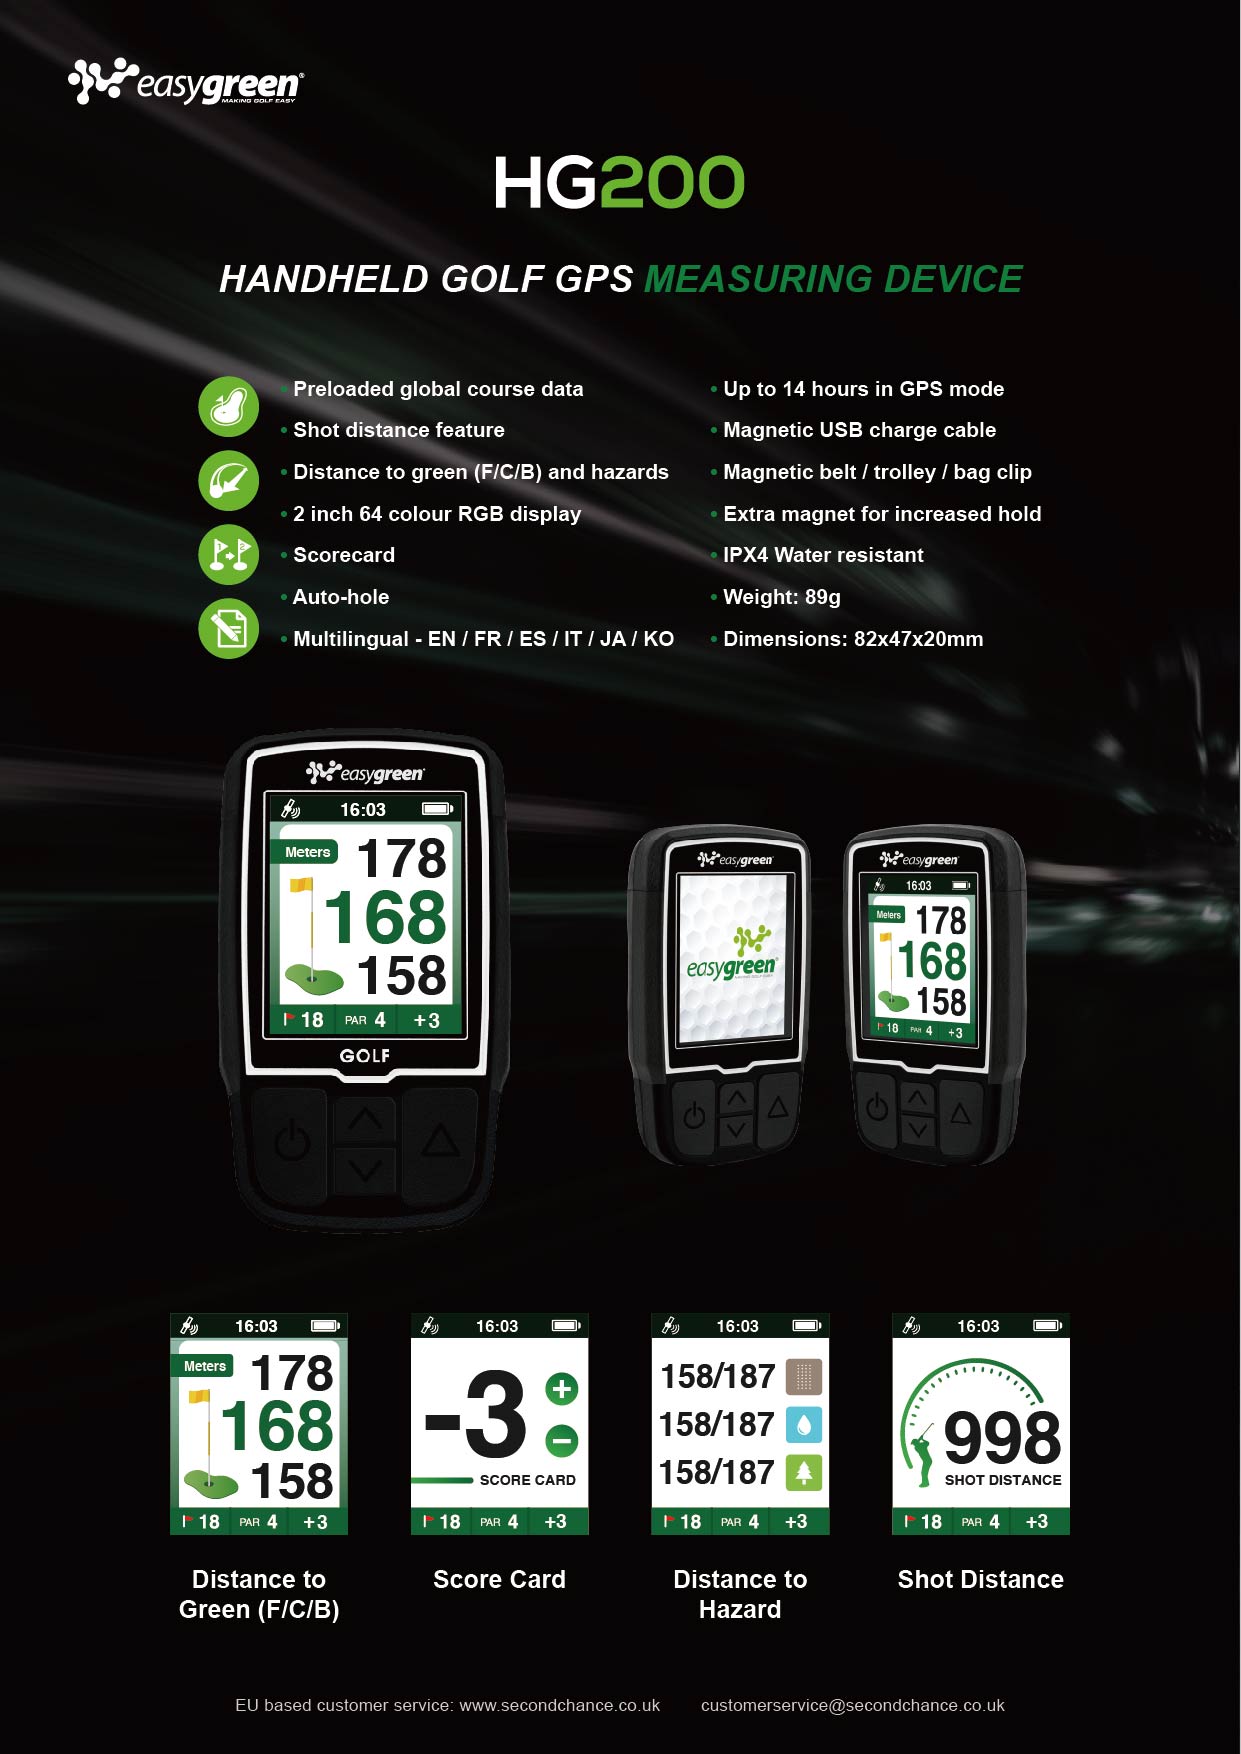 easygreen®
MAKING GOLF EASY
HG200
HANDHELD GOLF GPS MEASURING DEVICE
• Preloaded global course data
• Shot distance feature
• Distance to green (F/C/B) and hazards
• 2 inch 64 colour RGB display
• Scorecard
• Auto-hole
• Multilingual - EN / FR / ES / IT / JA / KO
• Up to 14 hours in GPS mode
• Magnetic USB charge cable
• Magnetic belt / trolley / bag clip
• Extra magnet for increased hold
• IPX4 Water resistant
• Weight: 89g
• Dimensions: 82x47x20mm
1 2
easygreen®
16:03
Meters 178
168
158
18 PAR 4 +3
GOLF
easygreen®
easygreen®
MAKING GOLF EASY
easygreen®
16:03
Meters 178
168
158
18 PAR 4 +3
16:03
Meters 178
168
158
18 PAR 4 +3
Distance to
Green (F/C/B)
16:03
-3 + −
SCORE CARD
18 PAR 4 +3
Score Card
16:03
158/187
158/187
158/187
18 PAR 4 +3
Distance to
Hazard
16:03
998
SHOT DISTANCE
18 PAR 4 +3
Shot Distance
EU based customer service: www.secondchance.co.uk customerservice@secondchance.co.uk